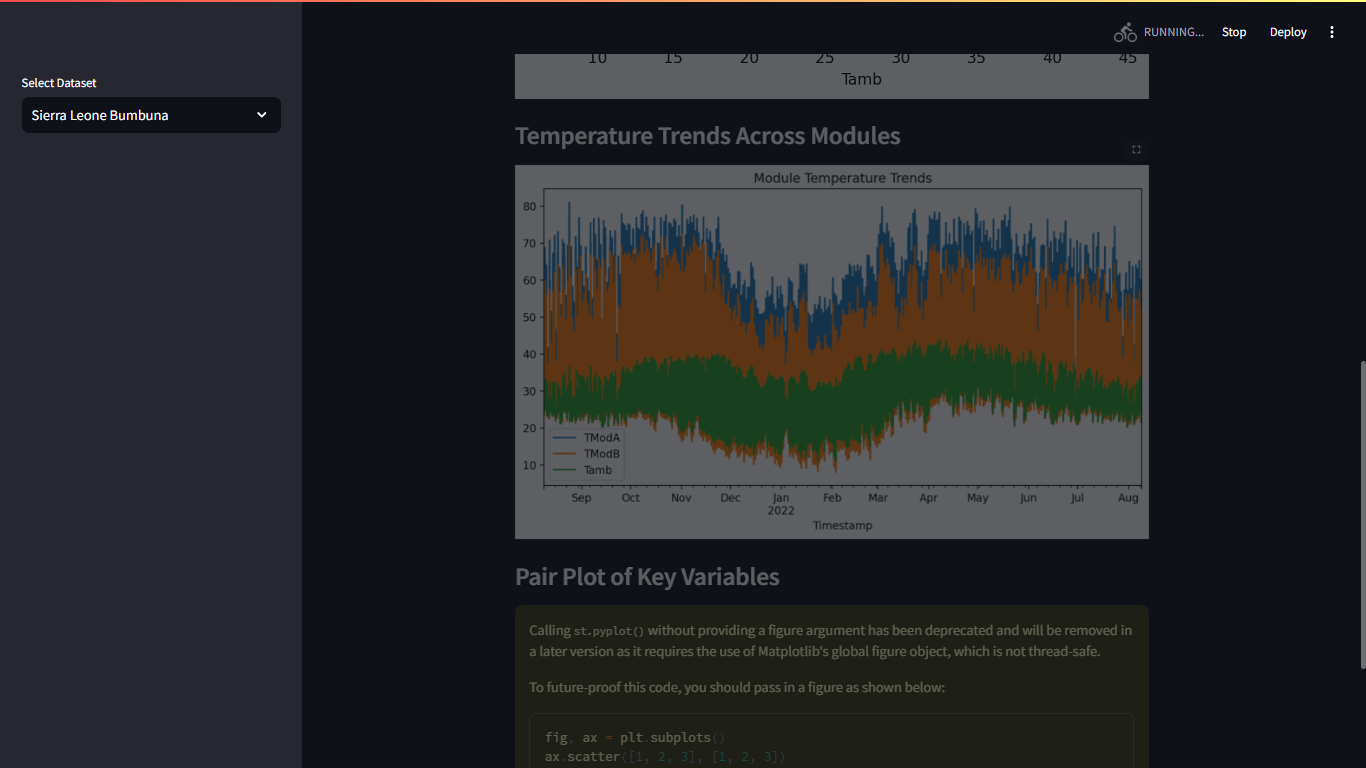 RUNNING...
Stop
Deploy
Select Dataset
Sierra Leone Bumbuna
10 15 20 25 30 35 40 45
Tamb
Temperature Trends Across Modules
Module Temperature Trends
80
70
60
50
40
30
20
10
TModA
TModB
Tamb
Sep Oct Nov Dec Jan Feb Mar Apr May Jun Jul Aug
2022
Timestamp
Pair Plot of Key Variables
Calling st.pyplot() without providing a figure argument has been deprecated and will be removed in
a later version as it requires the use of Matplotlib's global figure object, which is not thread-safe.
To future-proof this code, you should pass in a figure as shown below:
fig, ax = plt.subplots()
ax.scatter([1, 2, 3], [1, 2, 3])